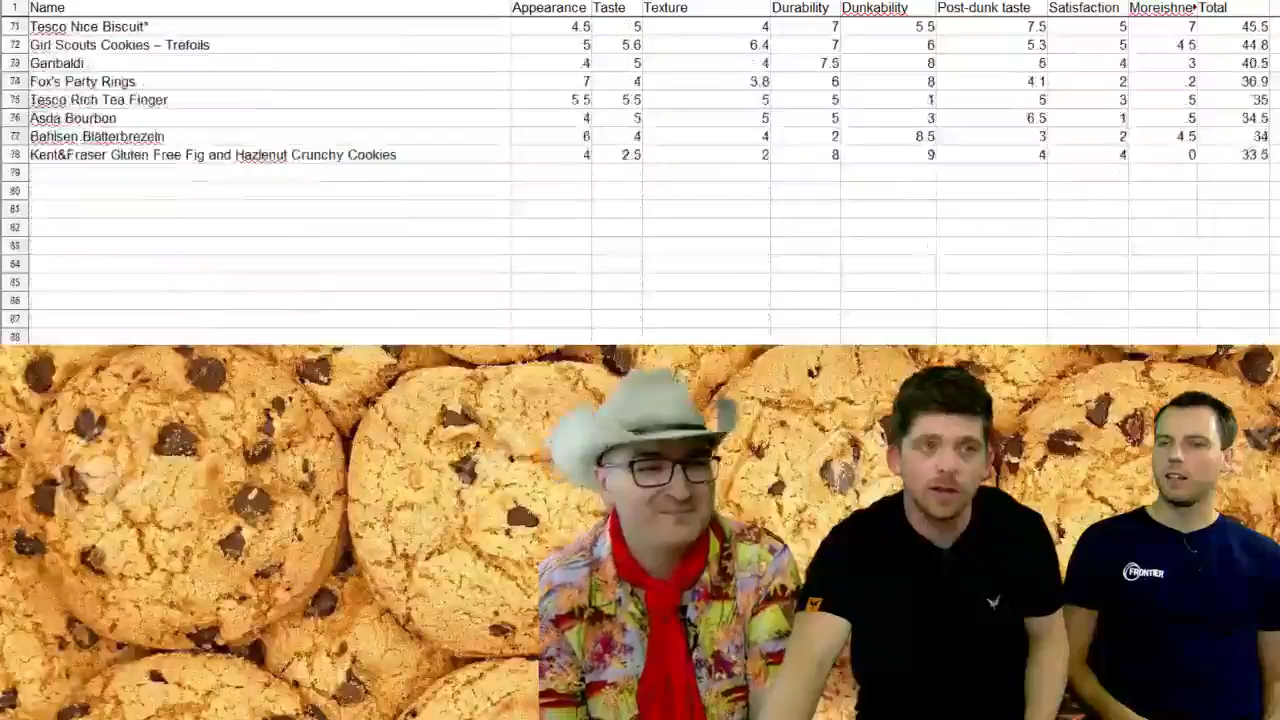 1 Name Appearance Taste Texture Durability Dunkability Post-dunk taste Satisfaction Moreishne Total
71 Tesco Nice Biscuit* 4.5 5 4 7 5.5 7.5 5 7 45.5
72 Girl Scouts Cookies – Trefoils 5 5.6 6.4 7 6 5.3 5 4.5 44.8
73 Garibaldi 4 5 4 7.5 8 5 4 3 40.5
74 Fox's Party Rings 7 4 3.8 6 8 4.1 2 2 36.9
75 Tesco Rich Tea Finger 5.5 5.5 5 5 1 5 3 5 35
76 Asda Bourbon 4 5 5 5 3 6.5 1 5 34.5
77 Bahlsen Blätterbrezeln 6 4 4 2 8.5 3 2 4.5 34
78 Kent&Fraser Gluten Free Fig and Hazlenut Crunchy Cookies 4 2.5 2 8 9 4 4 0 33.5
79
80
81
82
83
84
85
86
87
88
FRONTIER